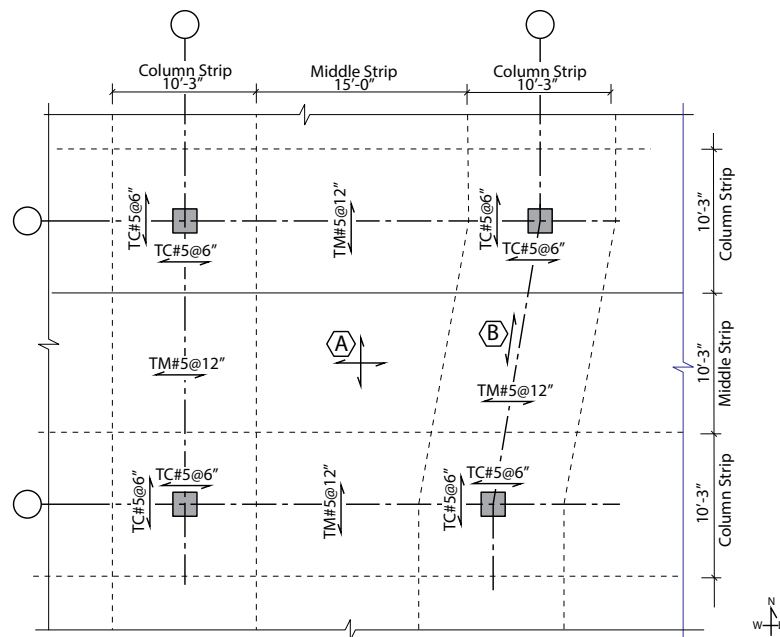 Column Strip
10'-3"
Middle Strip
15'-0"
Column Strip
10'-3"
TC#5@6"
TC#5@6"
TM#5@12"
TC#5@6"
TC#5@6"
10'-3"
Column Strip
A
B
TM#5@12"
TM#5@12"
10'-3"
Middle Strip
TC#5@6"
TC#5@6"
TM#5@12"
TC#5@6"
TC#5@6"
10'-3"
Column Strip
N
W